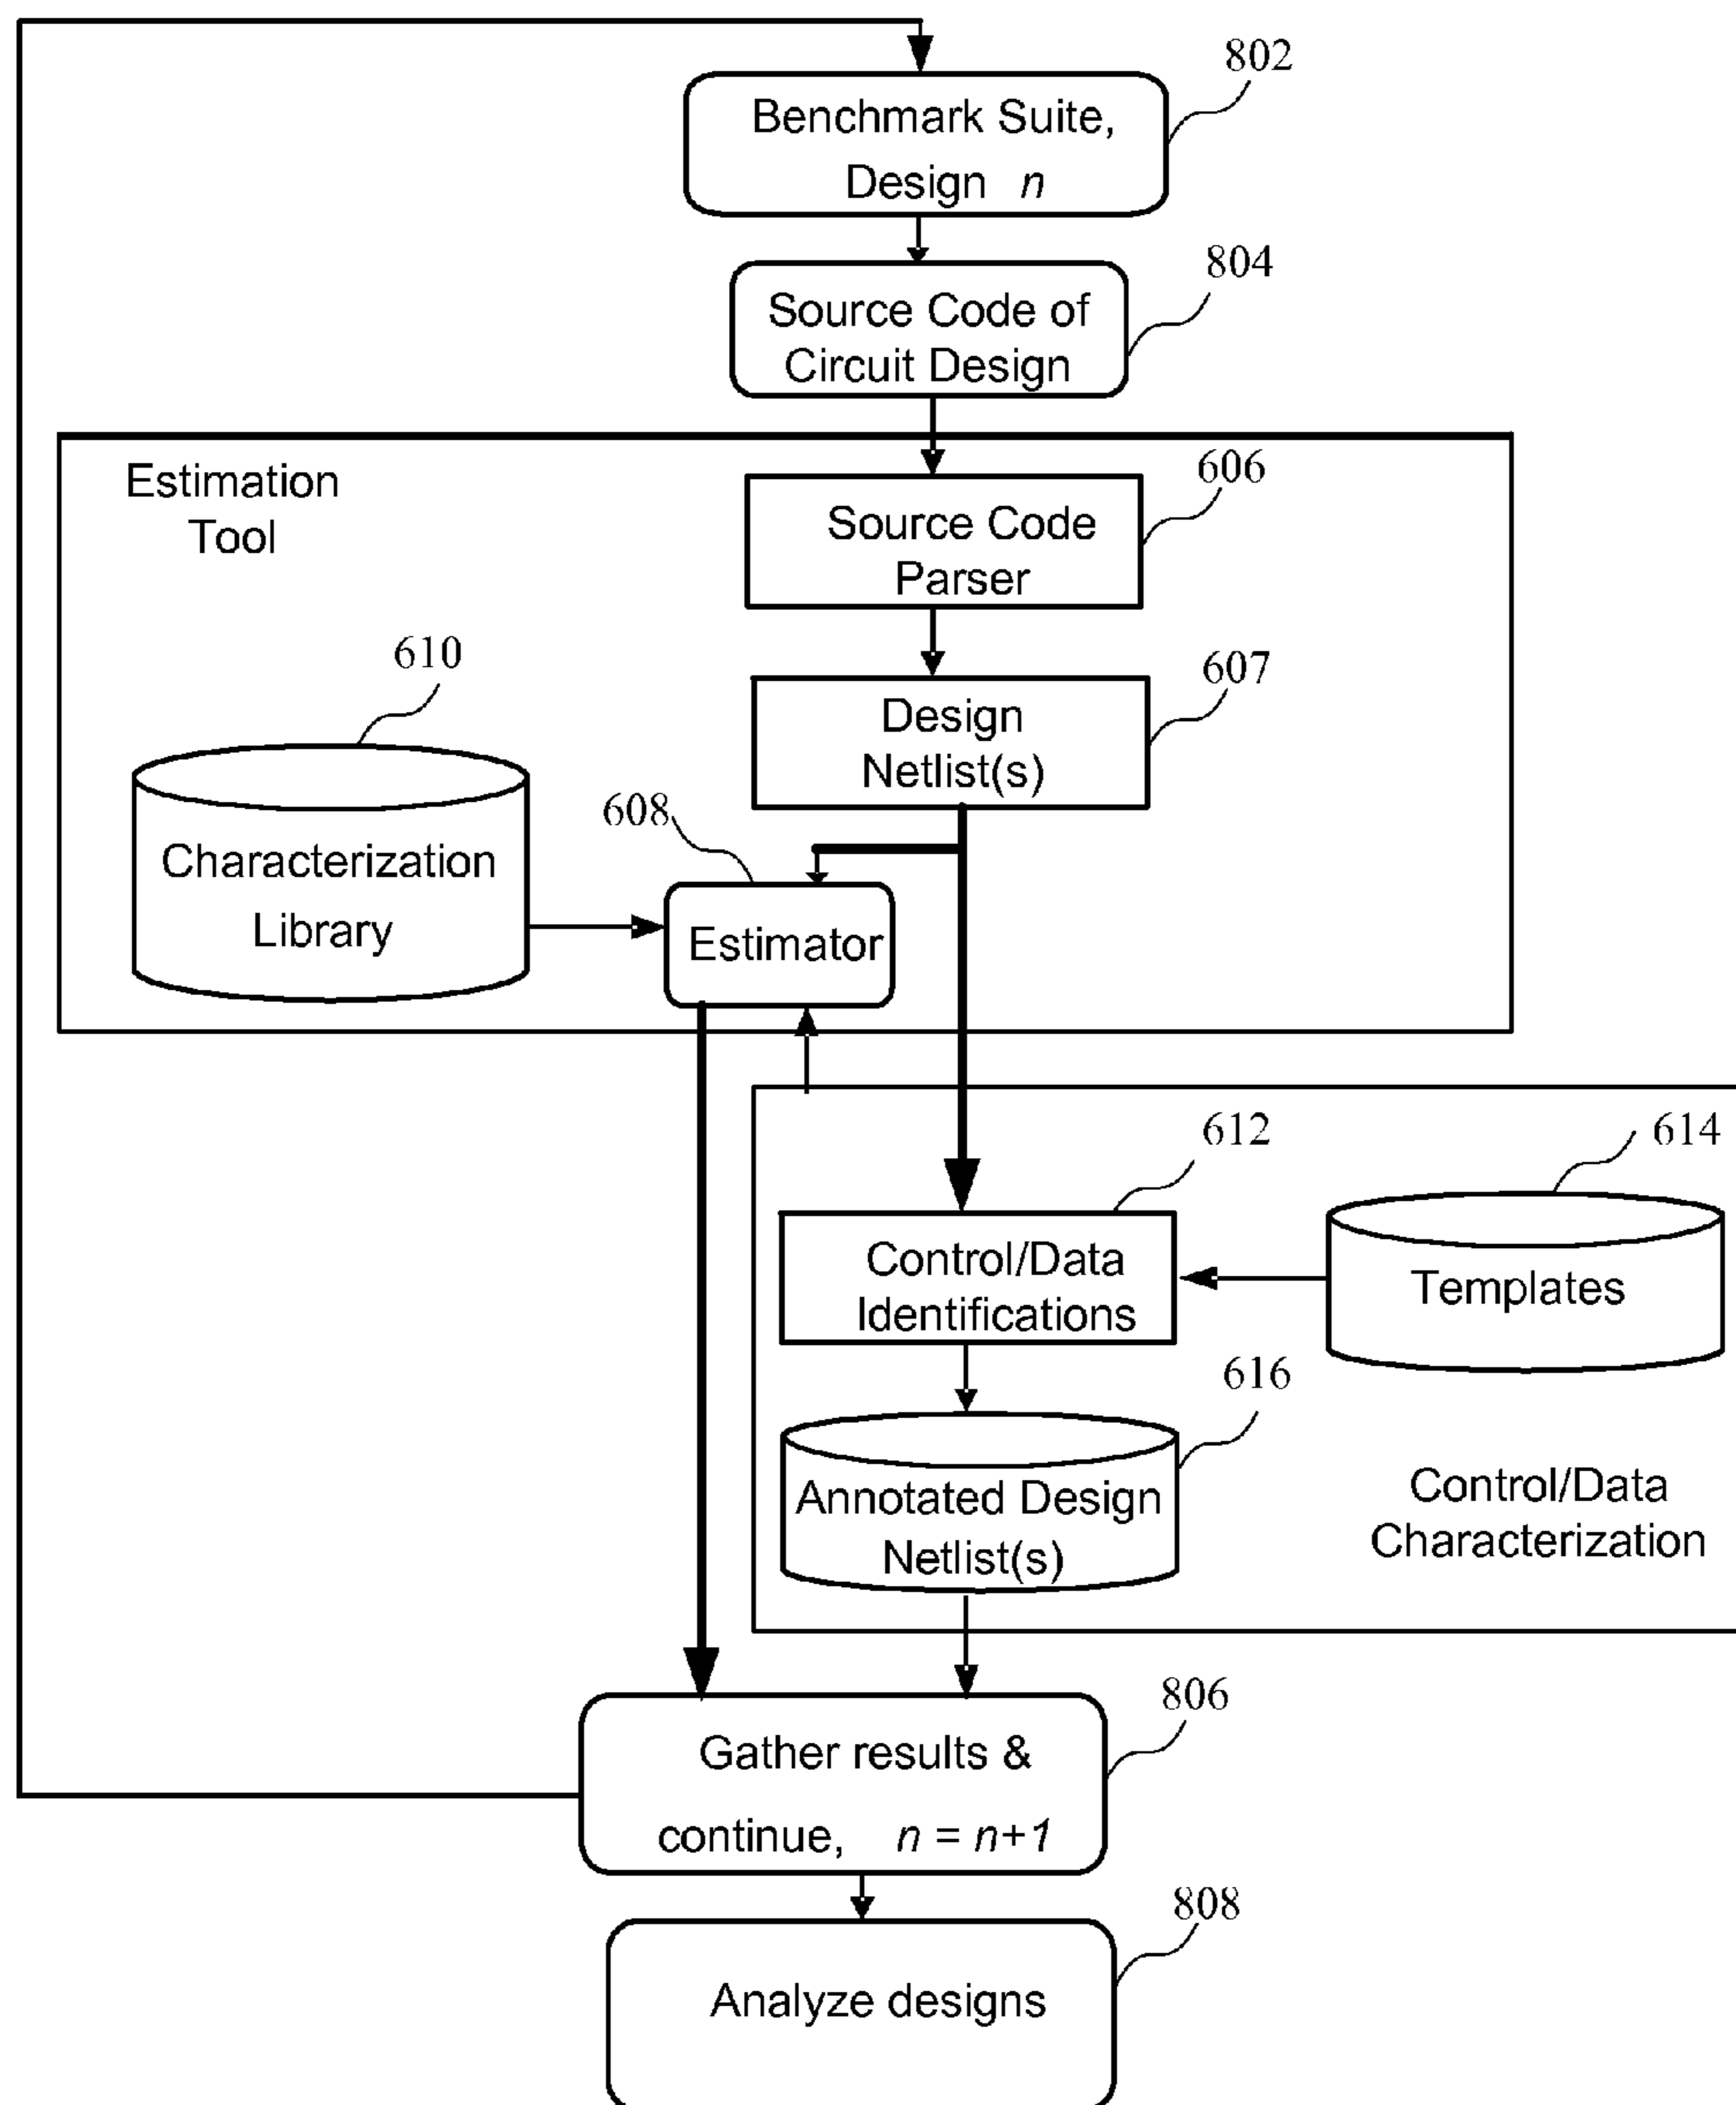 802
Benchmark Suite,
Design n
804
Source Code of
Circuit Design
Estimation
Tool
606
Source Code
Parser
610
607
Design
Netlist(s)
608
Characterization
Library
Estimator
612
614
Control/Data
Identifications
Templates
616
Annotated Design
Netlist(s)
Control/Data
Characterization
806
Gather results &
continue, n = n+1
808
Analyze designs